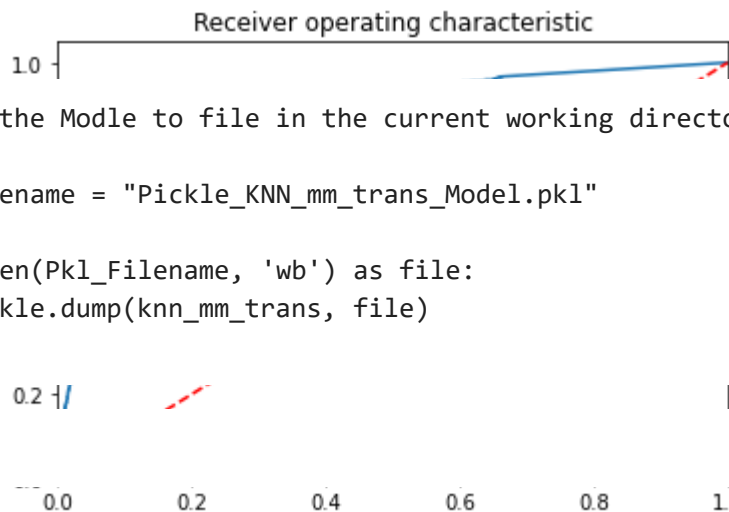 Receiver operating characteristic
1.0
the Modle to file in the current working directo
ename = "Pickle_KNN_mm_trans_Model.pkl"
en(Pkl_Filename, 'wb') as file:
kle.dump(knn_mm_trans, file)
0.2
0.0 0.2 0.4 0.6 0.8 1.